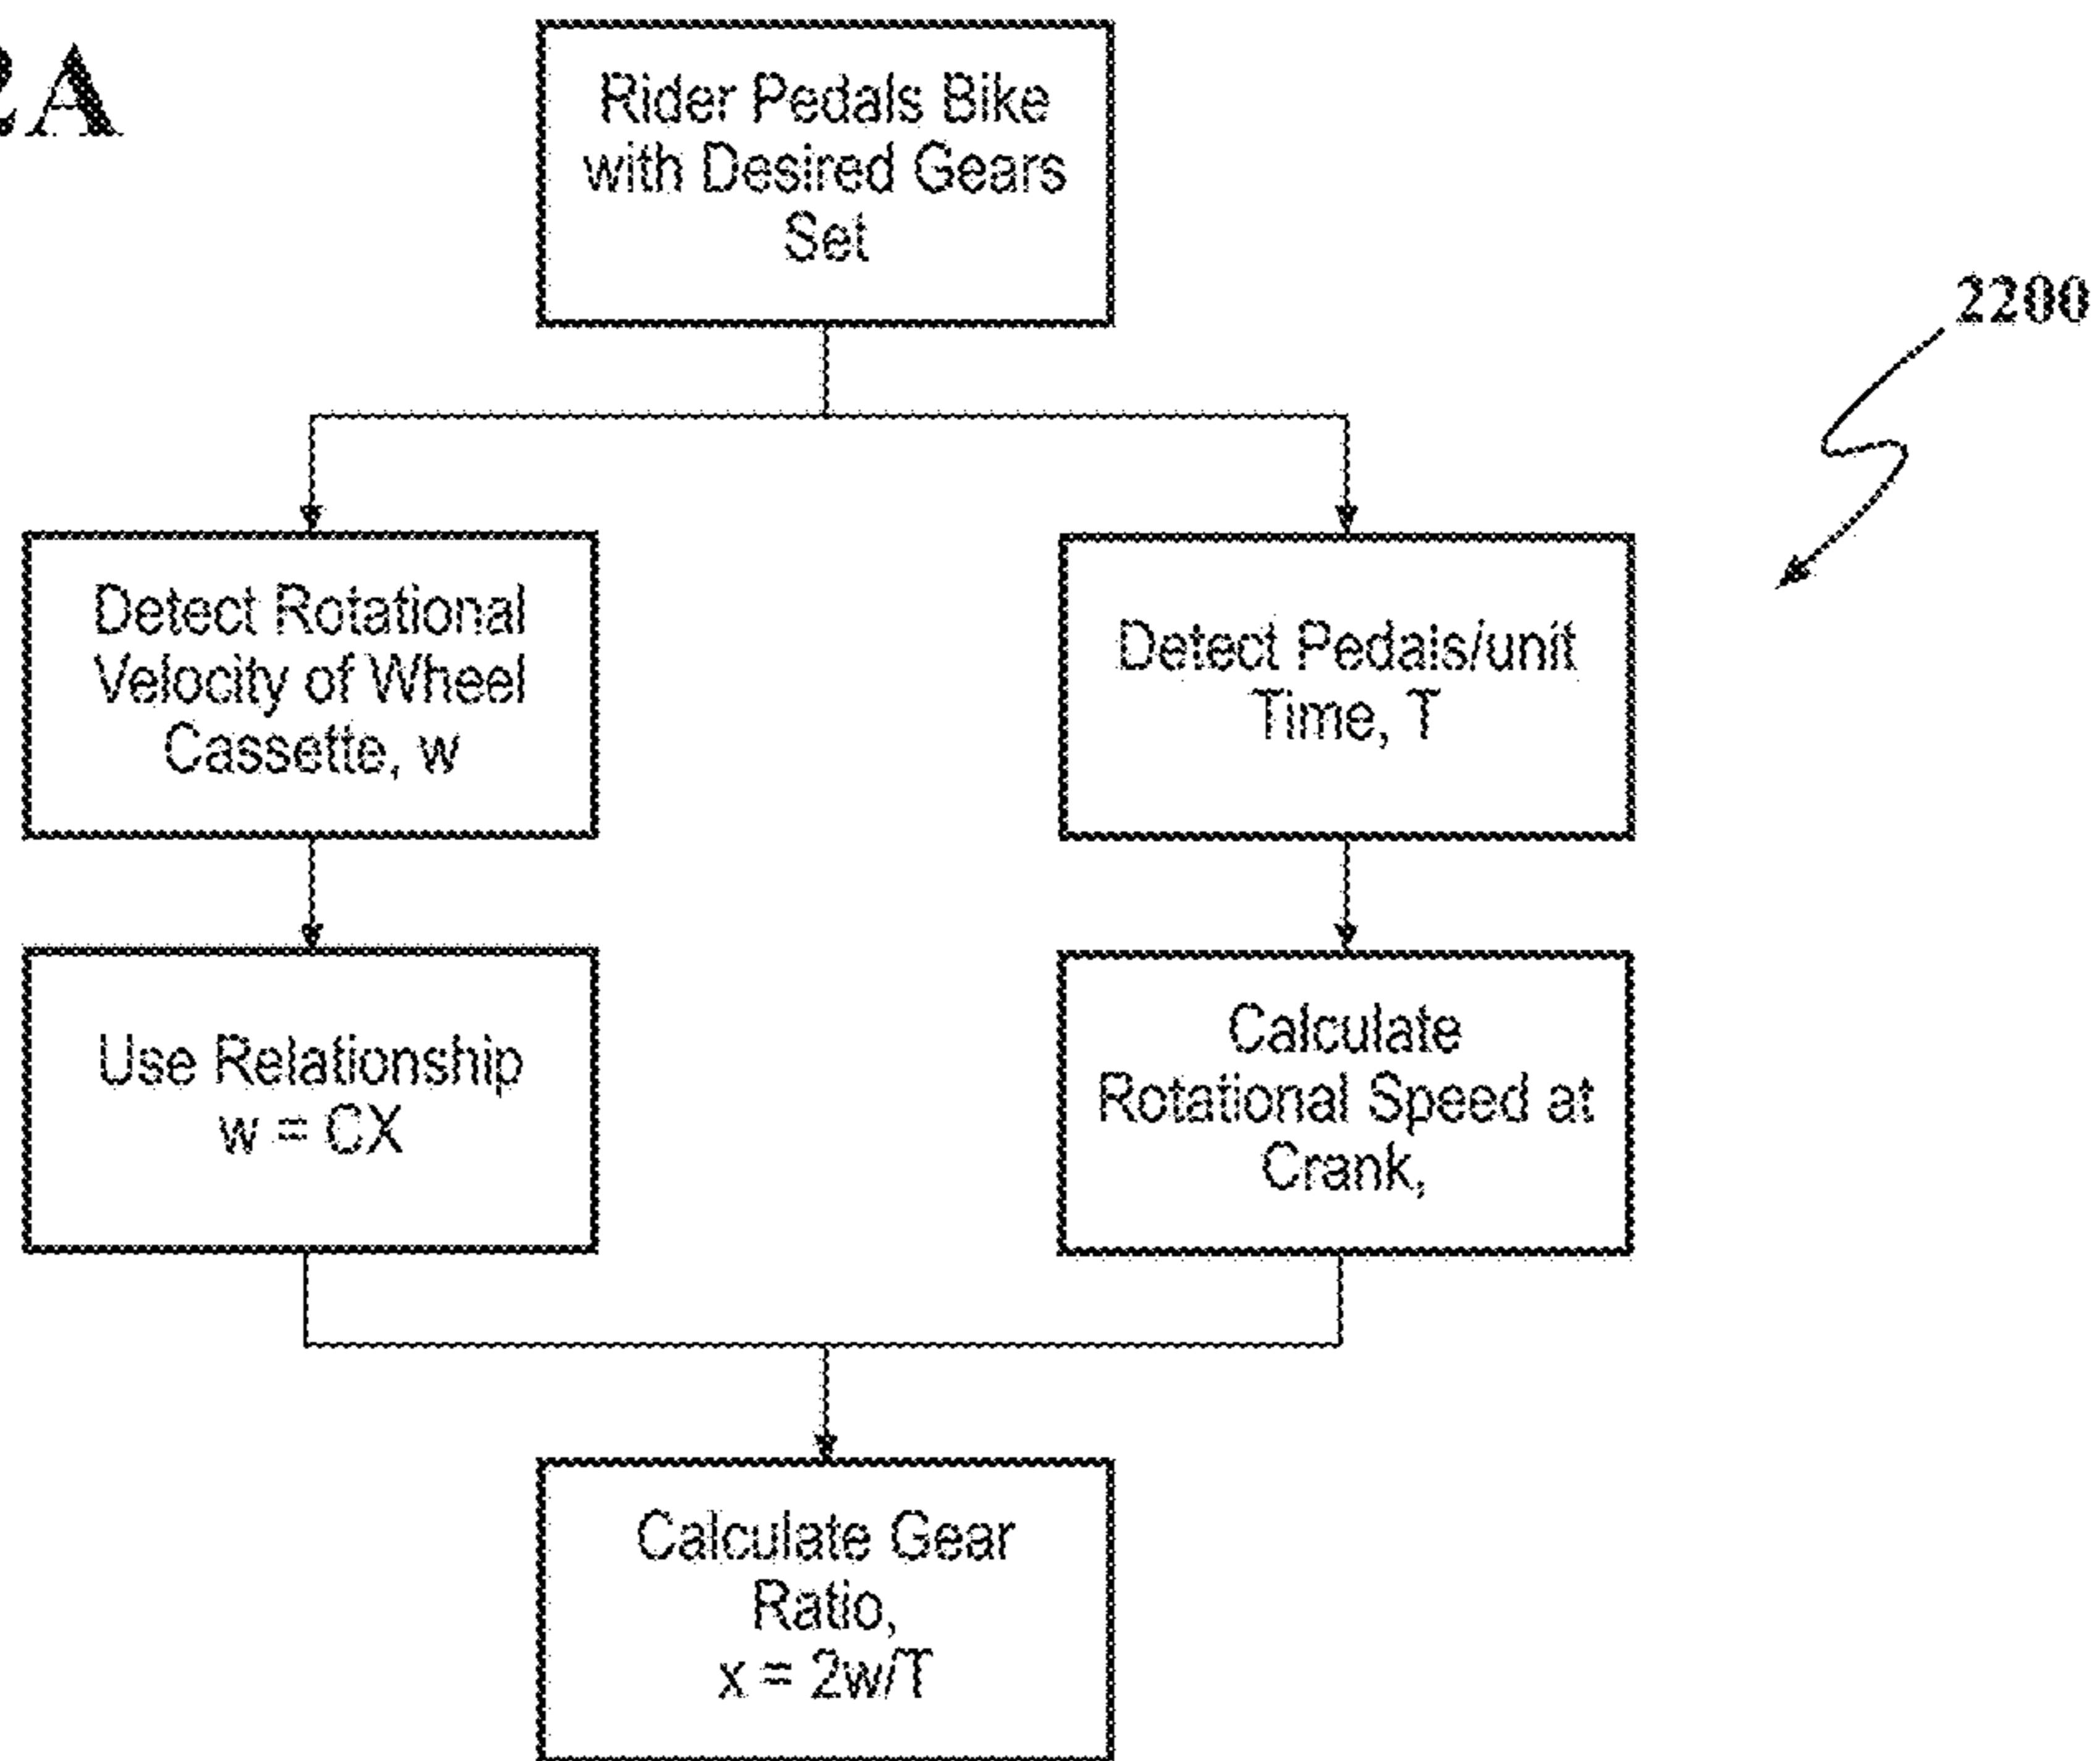 2A
Rider Pedals Bike
with Desired Gears
Set
2200
Detect Rotational
Velocity of Wheel
Cassette, w
Detect Pedals/unit
Time, T
Use Relationship
w = CX
Calculate
Rotational Speed at
Crank,
Calculate Gear
Ratio,
x = 2w/T